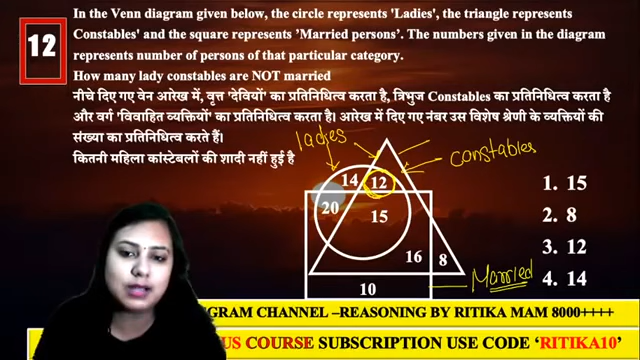 In the Venn diagram given below, the circle represents 'Ladies', the triangle represents
12
Constables' and the square represents 'Married persons'. The numbers given in the diagram
represents number of persons of that particular category.
How many lady constables are NOT married
नीचे दिए गए वेन आरेख में, वृत्त 'देवियों' का प्रतिनिधित्व करता है, त्रिभुज Constables का प्रतिनिधित्व करता है
और वर्ग 'विवाहित व्यक्तियों' का प्रतिनिधित्व करता है। आरेख में दिए गए नंबर उस विशेष श्रेणी के व्यक्तियों की
संख्या का प्रतिनिधित्व करते हैं।
कितनी महिला कांस्टेबलों की शादी नहीं हुई है
ladies
constables
14 12
20 15
16 8
10
Married
1. 15
2. 8
3. 12
4. 14
GRAM CHANNEL –REASONING BY RITIKA MAM 8000++++
US COURSE SUBSCRIPTION USE CODE 'RITIKA10'